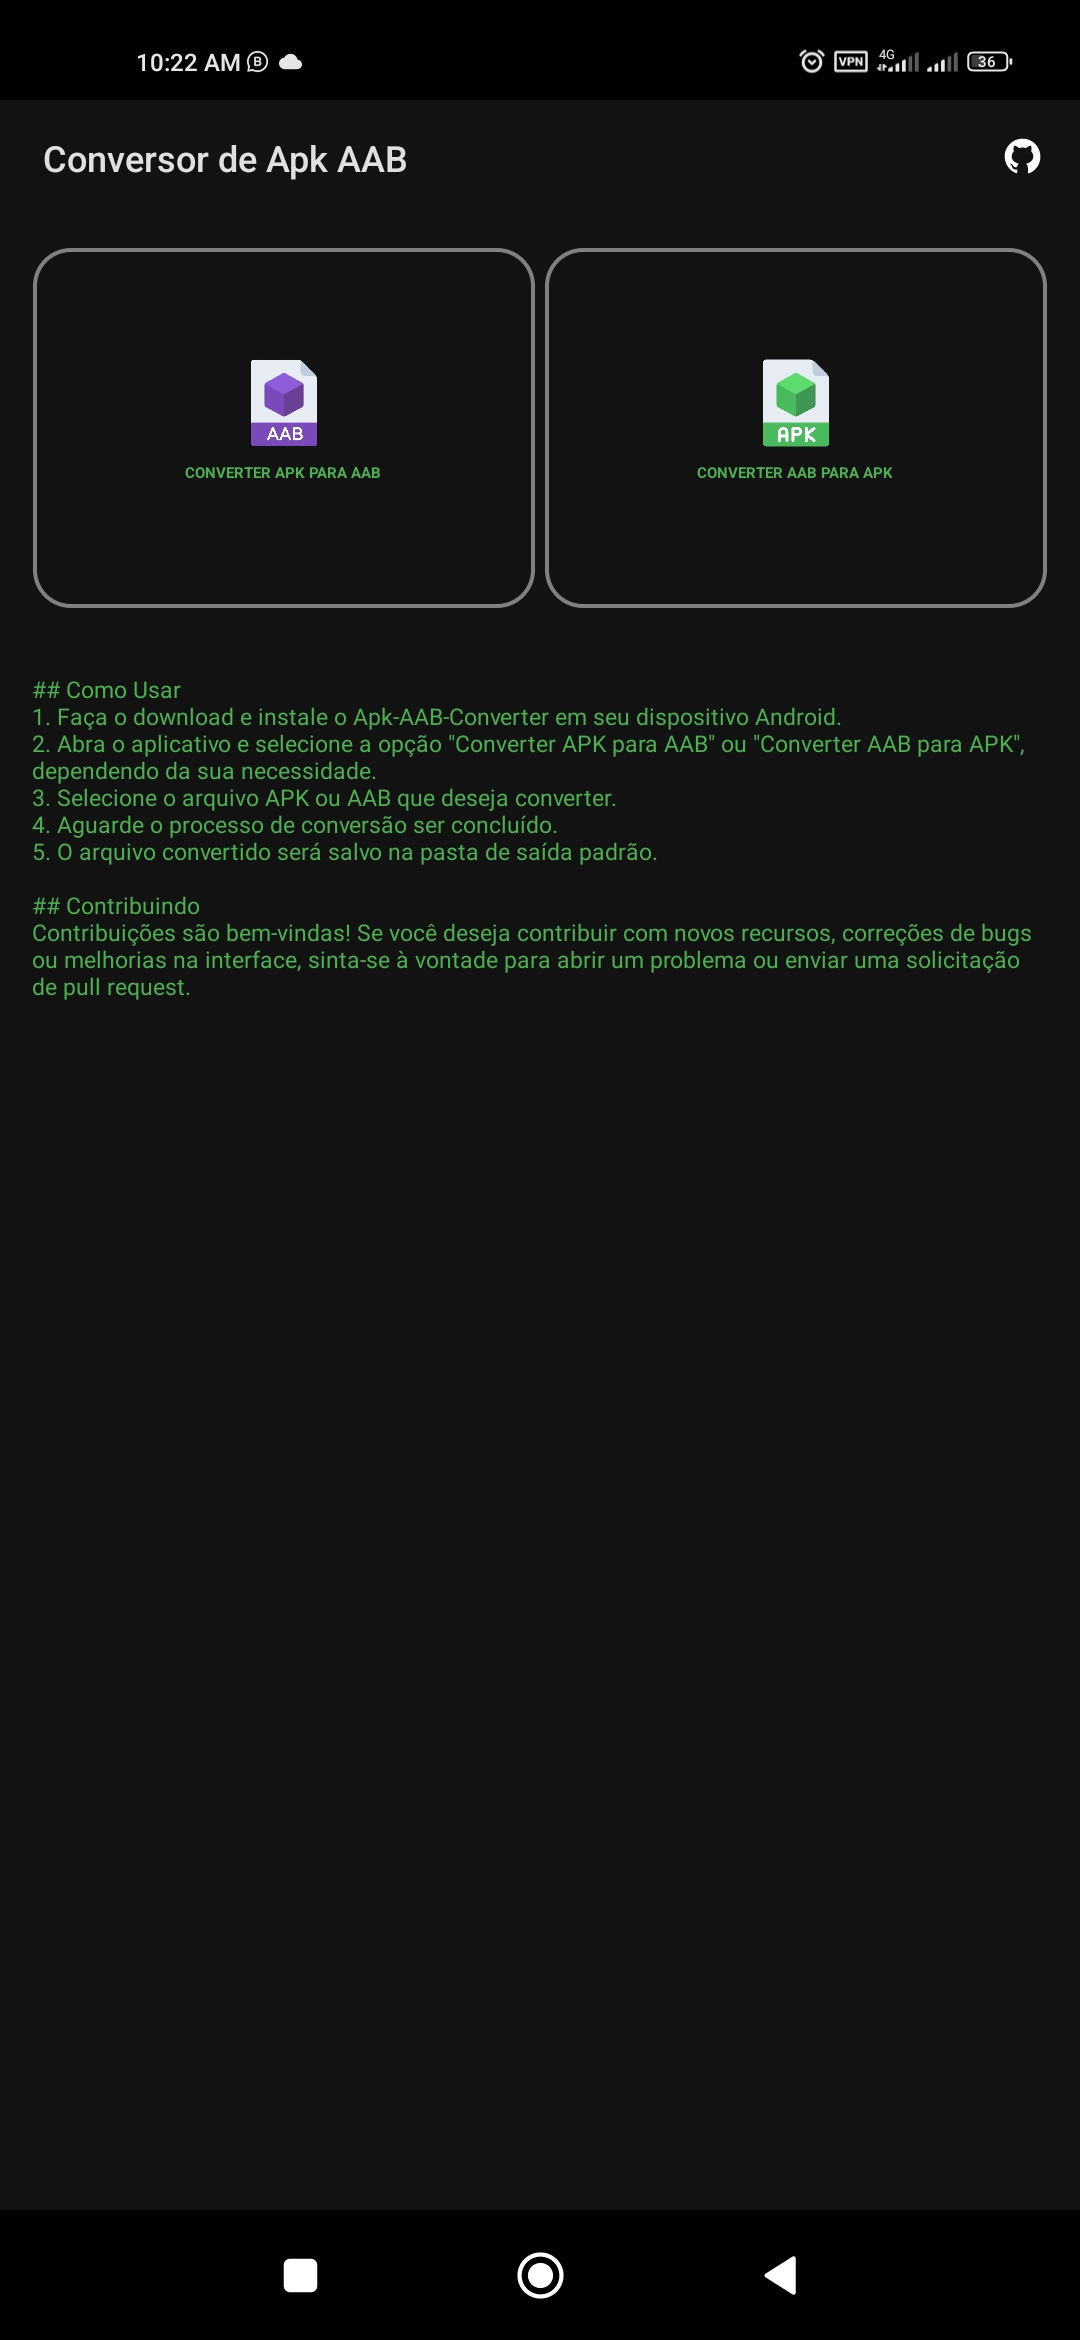 10:22 AM
VPN 4G 36
Conversor de Apk AAB
AAB
APK
CONVERTER APK PARA AAB
CONVERTER AAB PARA APK
## Como Usar
1. Faça o download e instale o Apk-AAB-Converter em seu dispositivo Android.
2. Abra o aplicativo e selecione a opção "Converter APK para AAB" ou "Converter AAB para APK",
dependendo da sua necessidade.
3. Selecione o arquivo APK ou AAB que deseja converter.
4. Aguarde o processo de conversão ser concluído.
5. O arquivo convertido será salvo na pasta de saída padrão.
## Contribuindo
Contribuições são bem-vindas! Se você deseja contribuir com novos recursos, correções de bugs
ou melhorias na interface, sinta-se à vontade para abrir um problema ou enviar uma solicitação
de pull request.